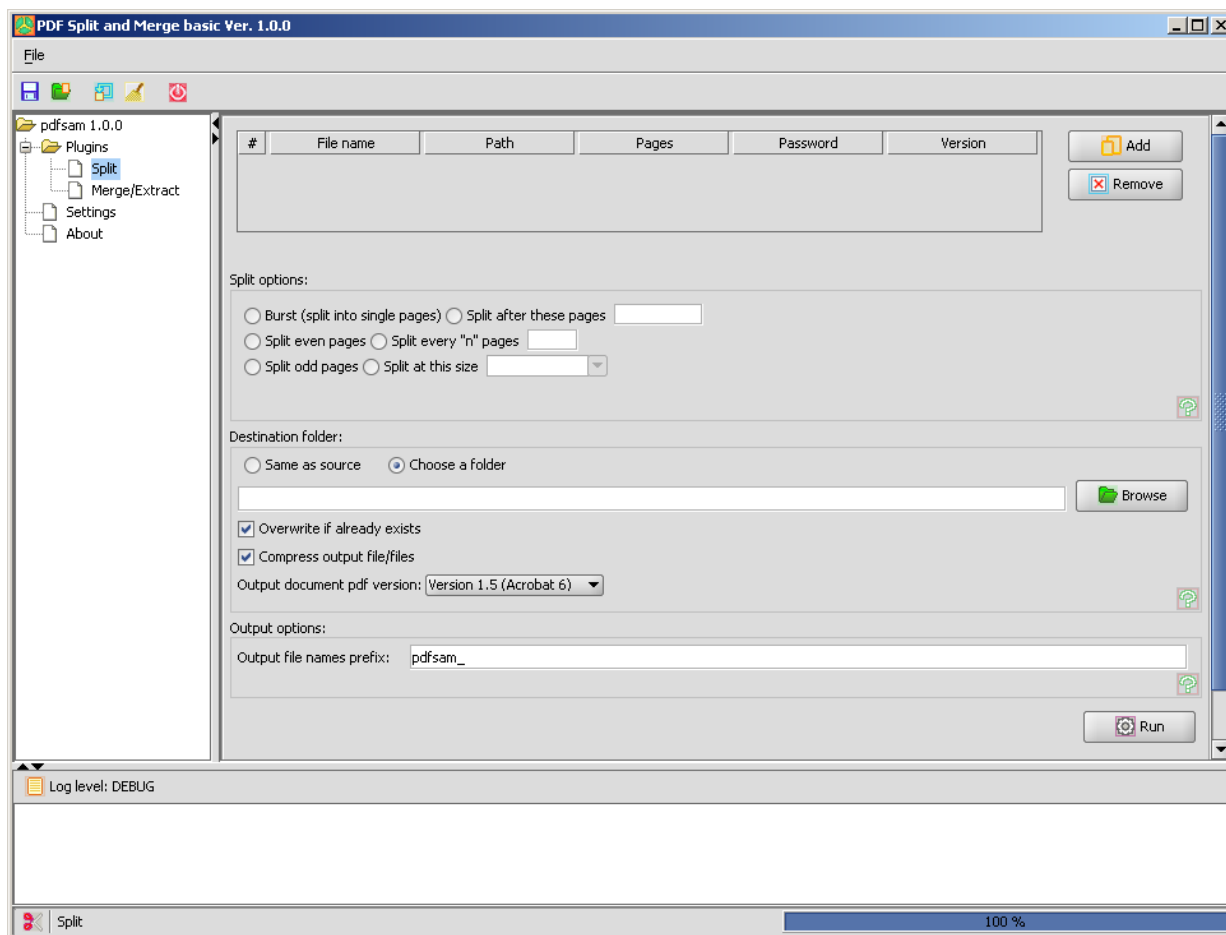 PDF Split and Merge basic Ver. 1.0.0
File
pdfsam 1.0.0
Plugins
Split
Merge/Extract
Settings
About
# File name Path Pages Password Version
Add
Remove
Split options:
Burst (split into single pages) Split after these pages
Split even pages Split every "n" pages
Split odd pages Split at this size
Destination folder:
Same as source Choose a folder
Browse
Overwrite if already exists
Compress output file/files
Output document pdf version: Version 1.5 (Acrobat 6)
Output options:
Output file names prefix: pdfsam_
Run
Log level: DEBUG
Split 100 %